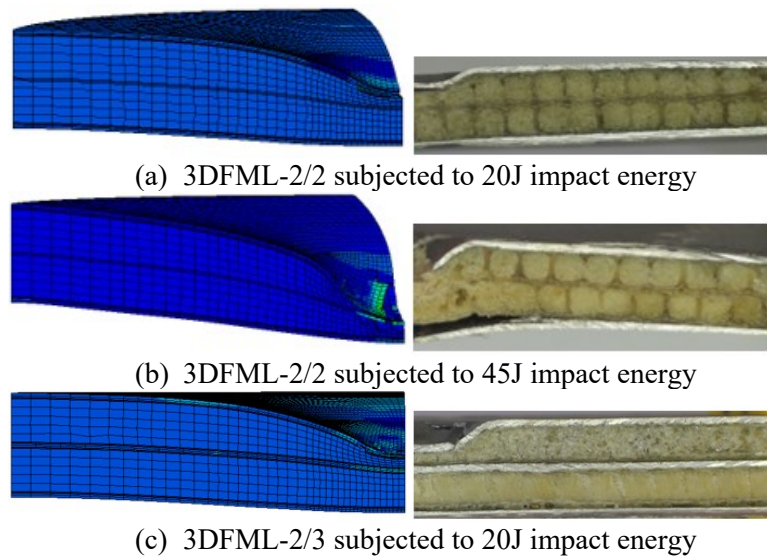 (a) 3DFML-2/2 subjected to 20J impact energy
(b) 3DFML-2/2 subjected to 45J impact energy
(c) 3DFML-2/3 subjected to 20J impact energy